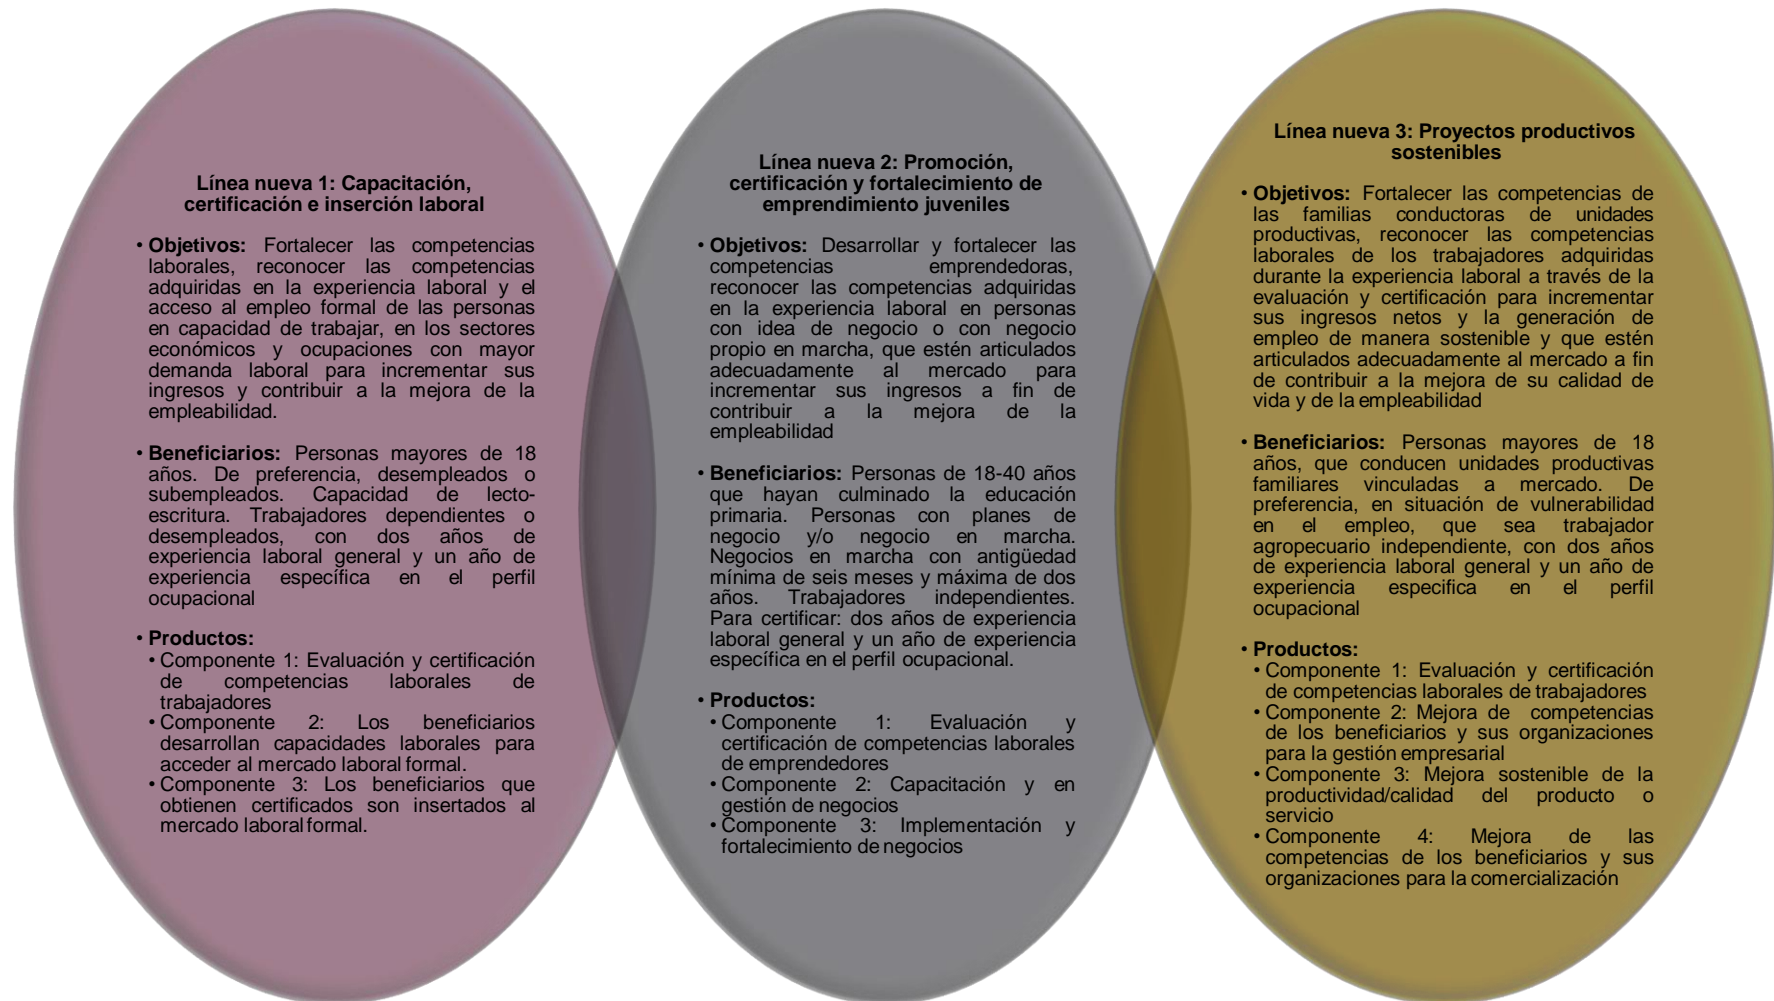 Línea nueva 1: Capacitación,
certificación e inserción laboral
• Objetivos: Fortalecer las competencias
laborales, reconocer las competencias
adquiridas en la experiencia laboral y el
acceso al empleo formal de las personas
en capacidad de trabajar, en los sectores
económicos y ocupaciones con mayor
demanda laboral para incrementar sus
ingresos y contribuir a la mejora de la
empleabilidad.
• Beneficiarios: Personas mayores de 18
años. De preferencia, desempleados o
subempleados. Capacidad de lecto-
escritura. Trabajadores dependientes o
desempleados, con dos años de
experiencia laboral general y un año de
experiencia específica en el perfil
ocupacional
• Productos:
• Componente 1: Evaluación y certificación
de competencias laborales de
trabajadores
• Componente 2: Los beneficiarios
desarrollan capacidades laborales para
acceder al mercado laboral formal.
• Componente 3: Los beneficiarios que
obtienen certificados son insertados al
mercado laboral formal.
Línea nueva 2: Promoción,
certificación y fortalecimiento de
emprendimiento juveniles
• Objetivos: Desarrollar y fortalecer las
competencias emprendedoras,
reconocer las competencias adquiridas
en la experiencia laboral en personas
con idea de negocio o con negocio
propio en marcha, que estén articulados
adecuadamente al mercado para
incrementar sus ingresos a fin de
contribuir a la mejora de la
empleabilidad
• Beneficiarios: Personas de 18-40 años
que hayan culminado la educación
primaria. Personas con planes de
negocio y/o negocio en marcha.
Negocios en marcha con antigüedad
mínima de seis meses y máxima de dos
años. Trabajadores independientes.
Para certificar: dos años de experiencia
laboral general y un año de experiencia
específica en el perfil ocupacional.
• Productos:
• Componente 1: Evaluación y
certificación de competencias laborales
de emprendedores
• Componente 2: Capacitación y en
gestión de negocios
• Componente 3: Implementación y
fortalecimiento de negocios
Línea nueva 3: Proyectos productivos
sostenibles
• Objetivos: Fortalecer las competencias de
las familias conductoras de unidades
productivas, reconocer las competencias
laborales de los trabajadores adquiridas
durante la experiencia laboral a través de la
evaluación y certificación para incrementar
sus ingresos netos y la generación de
empleo de manera sostenible y que estén
articulados adecuadamente al mercado a fin
de contribuir a la mejora de su calidad de
vida y de la empleabilidad
• Beneficiarios: Personas mayores de 18
años, que conducen unidades productivas
familiares vinculadas a mercado. De
preferencia, en situación de vulnerabilidad
en el empleo, que sea trabajador
agropecuario independiente, con dos años
de experiencia laboral general y un año de
experiencia especifica en el perfil
ocupacional
• Productos:
• Componente 1: Evaluación y certificación
de competencias laborales de trabajadores
• Componente 2: Mejora de competencias
de los beneficiarios y sus organizaciones
para la gestión empresarial
• Componente 3: Mejora sostenible de la
productividad/calidad del producto o
servicio
• Componente 4: Mejora de las
competencias de los beneficiarios y sus
organizaciones para la comercialización